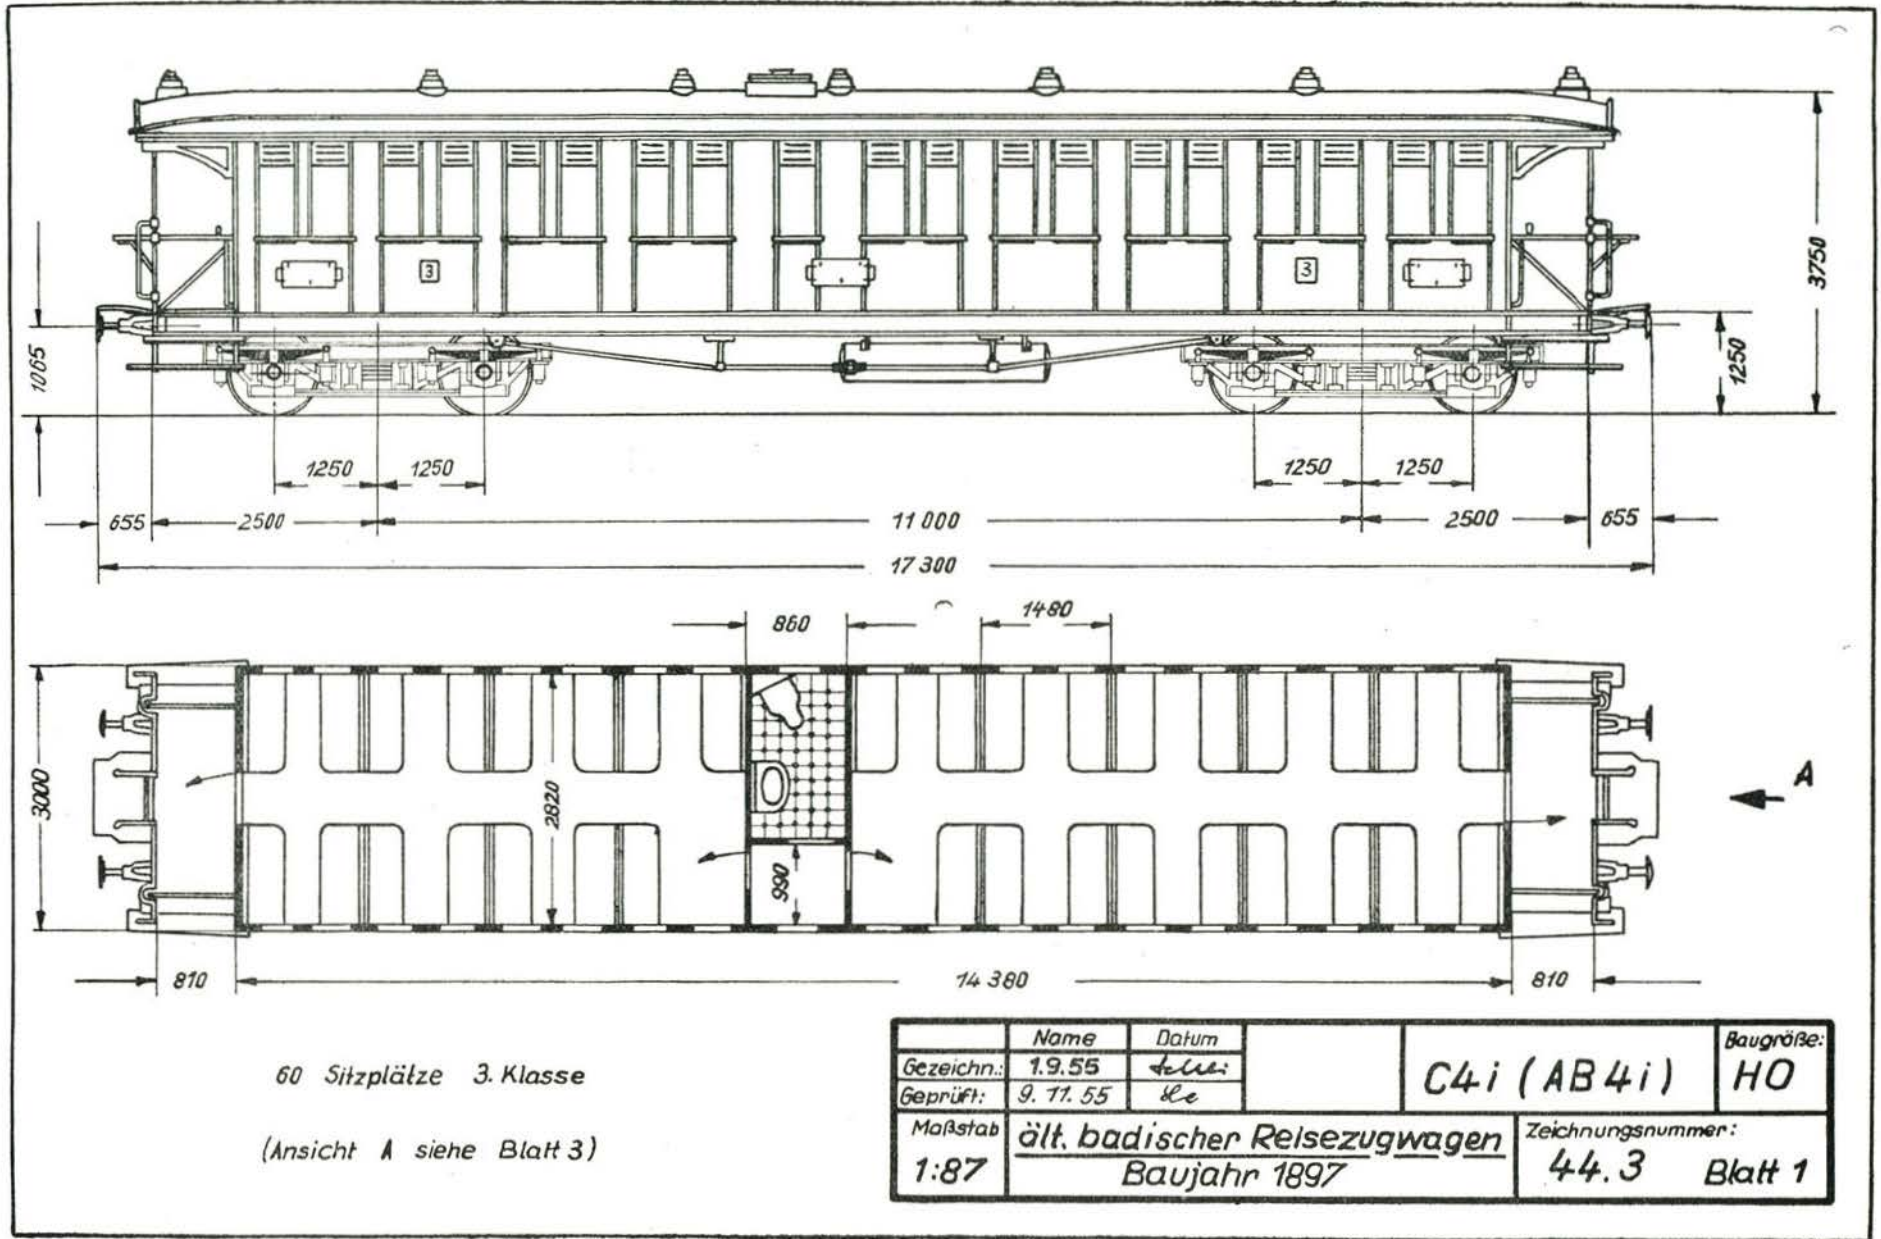 3
3
3750
1065
1250
1250
1250
1250
1250
655
2500
11 000
2500
655
17 300
860
1480
3000
2820
990
A
810
14 380
810
60 Sitzplätze 3. Klasse
(Ansicht A siehe Blatt 3)
Name Datum
Gezeichn.: 1.9.55
Geprüft: 9. 11. 55
C4i (AB4i)
Baugröße:
HO
Maßstab
1:87
ält. badischer Reisezugwagen
Baujahr 1897
Zeichnungsnummer:
44.3 Blatt 1